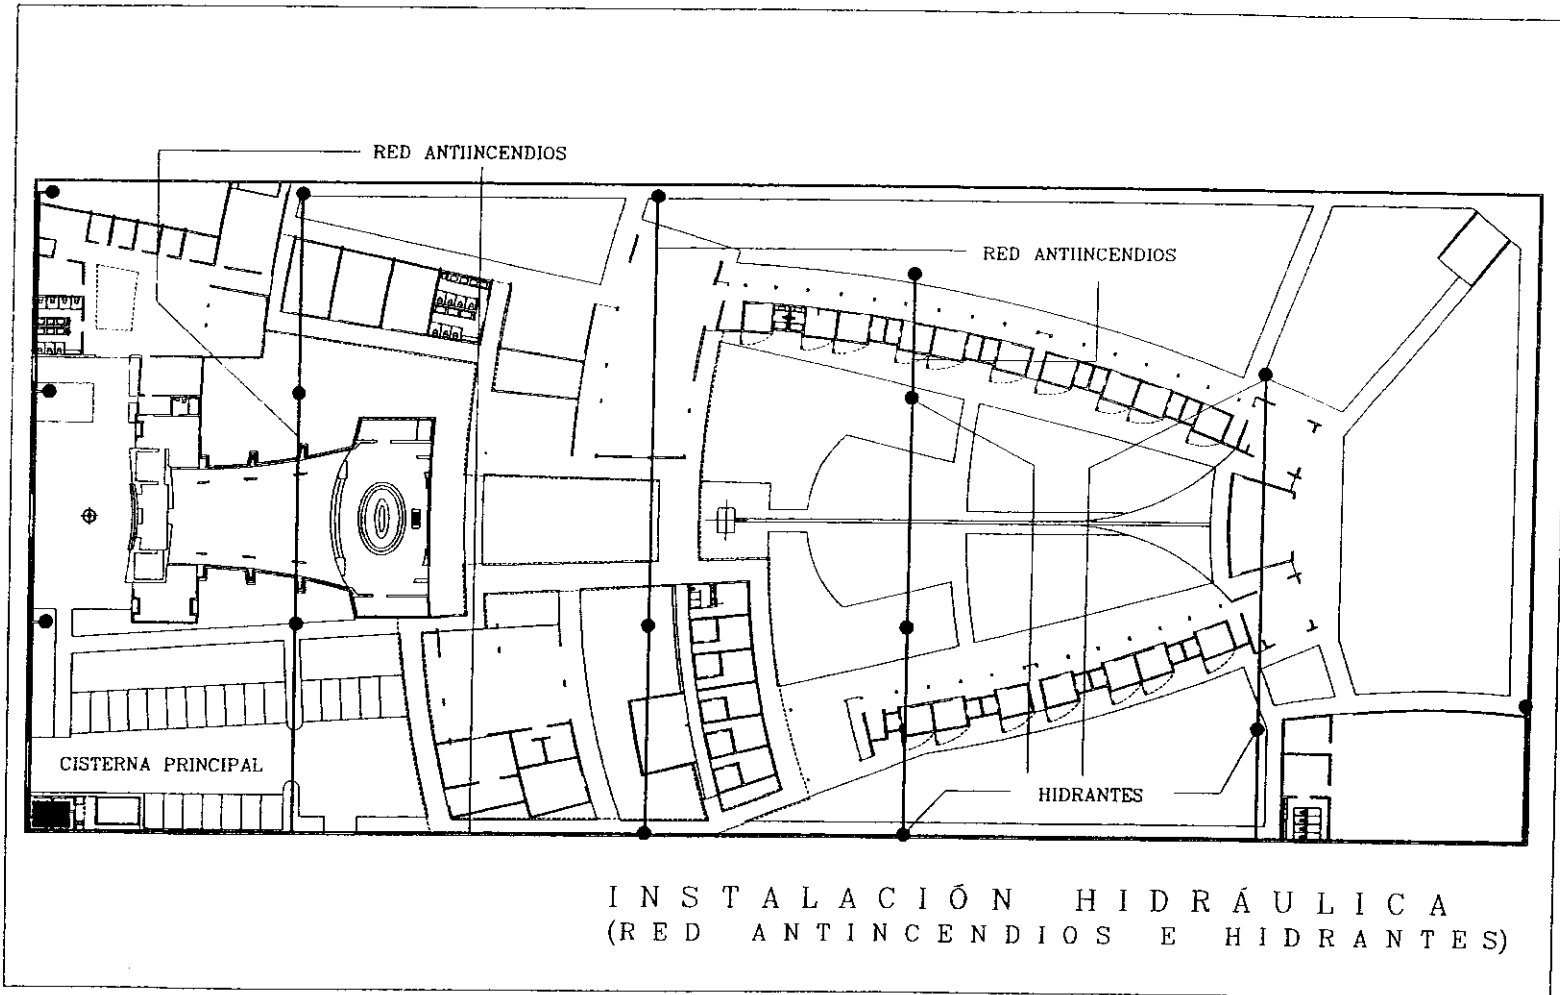 RED ANTIINCENDIOS
RED ANTIINCENDIOS
CISTERNA PRINCIPAL
HIDRANTES
INSTALACIÓN HIDRÁULICA
(RED ANTINCENDIOS E HIDRANTES)